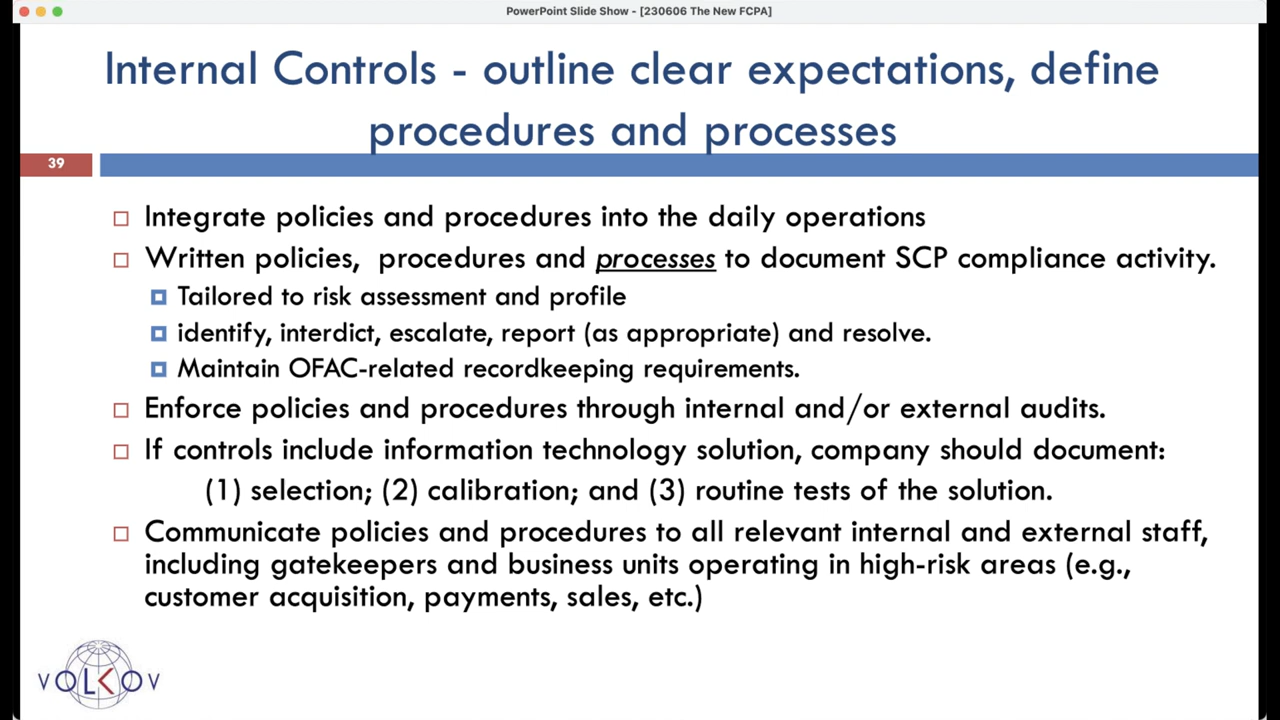 PowerPoint Slide Show - [230606 The New FCPA]
Internal Controls - outline clear expectations, define
procedures and processes
39
Integrate policies and procedures into the daily operations
Written policies,  procedures and processes to document SCP compliance activity.
Tailored to risk assessment and profile
identify, interdict, escalate, report (as appropriate) and resolve.
Maintain OFAC-related recordkeeping requirements.
Enforce policies and procedures through internal and/or external audits.
If controls include information technology solution, company should document:
(1) selection; (2) calibration; and (3) routine tests of the solution.
Communicate policies and procedures to all relevant internal and external staff,
including gatekeepers and business units operating in high-risk areas (e.g.,
customer acquisition, payments, sales, etc.)
VOLKOV